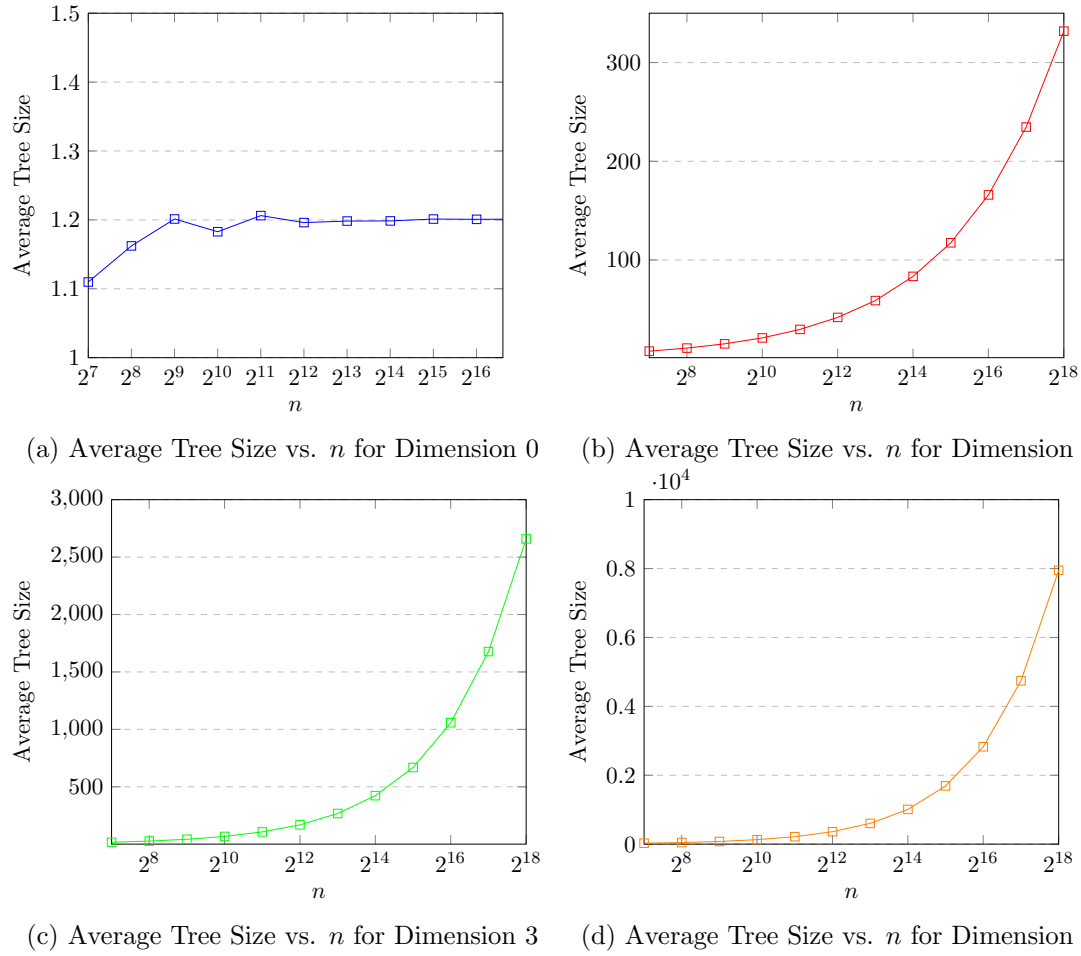 1.5
1.4
1.3
1.2
1.11
1
Average Tree Size
2^7 2^8 2^9 2^10 2^11 2^12 2^13 2^14 2^15 2^16
n
(a) Average Tree Size vs. n for Dimension 0
300
200
100
Average Tree Size
2^8 2^10 2^12 2^14 2^16 2^18
n
(b) Average Tree Size vs. n for Dimension
3,000
2,500
2,000
1,500
1,000
500
Average Tree Size
2^8 2^10 2^12 2^14 2^16 2^18
n
(c) Average Tree Size vs. n for Dimension 3
·10^4
1
0.8
0.6
0.4
0.2
0
Average Tree Size
2^8 2^10 2^12 2^14 2^16 2^18
n
(d) Average Tree Size vs. n for Dimension